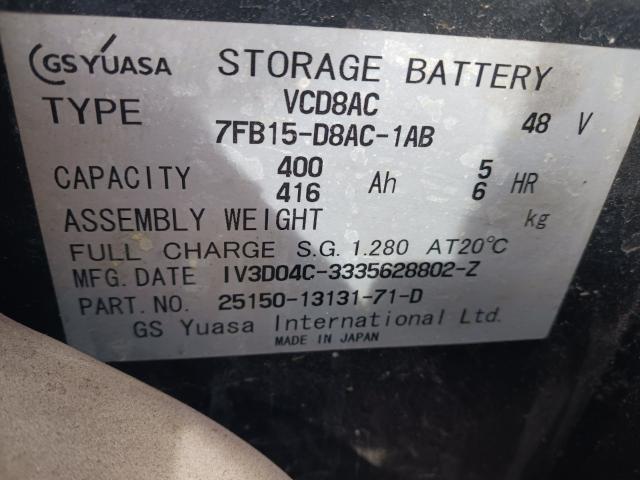 GS YUASA STORAGE BATTERY
TYPE VCD8AC 48 V
7FB15-D8AC-1AB
CAPACITY 400 Ah 5 HR
416 6
ASSEMBLY WEIGHT kg
FULL CHARGE S.G. 1.280 AT20℃
MFG. DATE IV3D04C-3335628802-Z
PART. NO. 25150-13131-71-D
GS Yuasa International Ltd.
MADE IN JAPAN